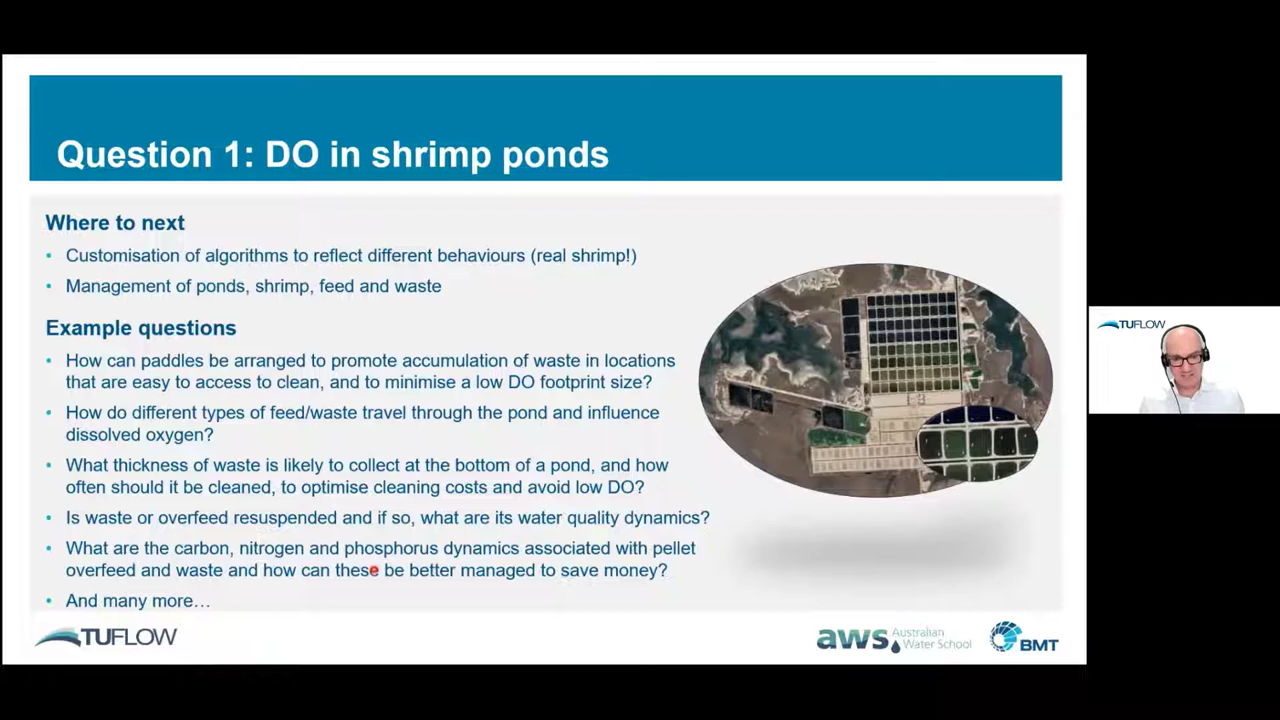 Question 1: DO in shrimp ponds
Where to next
• Customisation of algorithms to reflect different behaviours (real shrimp!)
• Management of ponds, shrimp, feed and waste
Example questions
• How can paddles be arranged to promote accumulation of waste in locations
that are easy to access to clean, and to minimise a low DO footprint size?
• How do different types of feed/waste travel through the pond and influence
dissolved oxygen?
• What thickness of waste is likely to collect at the bottom of a pond, and how
often should it be cleaned, to optimise cleaning costs and avoid low DO?
• Is waste or overfeed resuspended and if so, what are its water quality dynamics?
• What are the carbon, nitrogen and phosphorus dynamics associated with pellet
overfeed and waste and how can these be better managed to save money?
• And many more…
TUFLOW
aws
Australian
Water School
BMT
TUFLOW